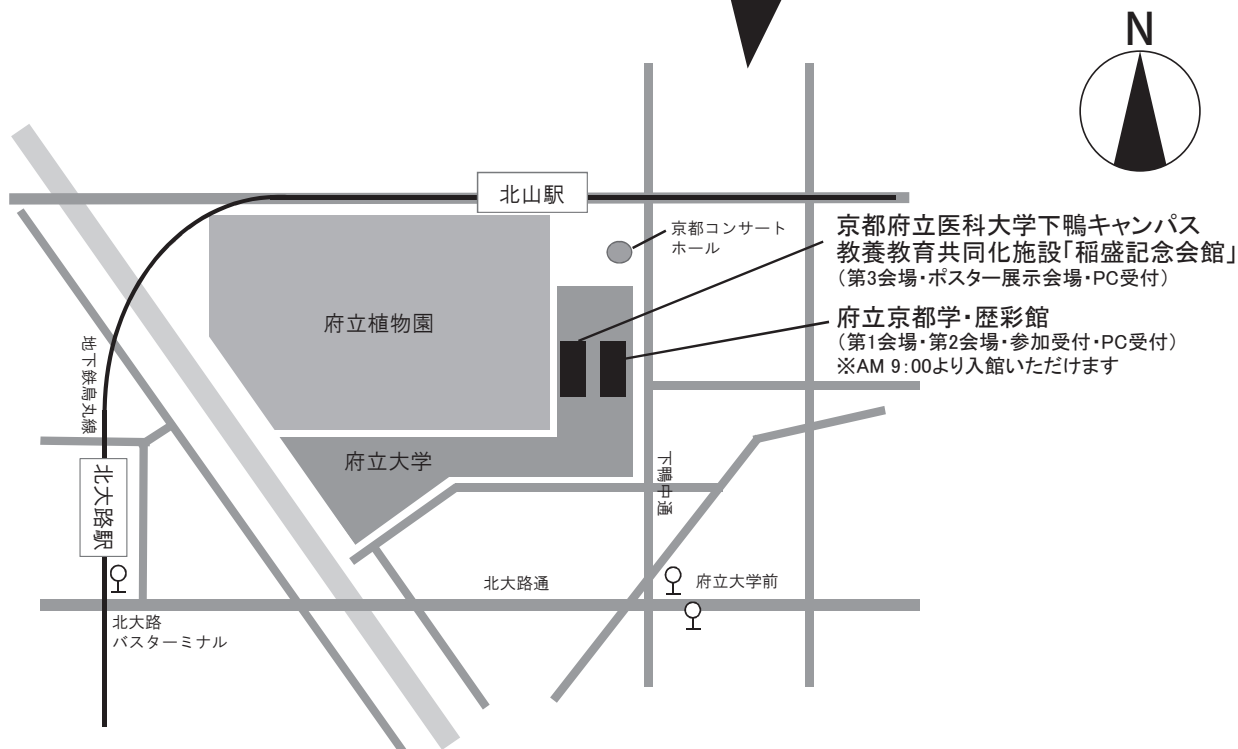 N
北山駅
京都コンサート
ホール
京都府立医科大学下鴨キャンパス
教養教育共同化施設「稲盛記念会館」
（第3会場・ポスター展示会場・PC受付）
府立京都学・歴彩館
（第1会場・第2会場・参加受付・PC受付）
※AM 9：00より入館いただけます
府立植物園
地下鉄烏丸線
府立大学
北大路駅
下鴨中通
北大路通
府立大学前
北大路
バスターミナル